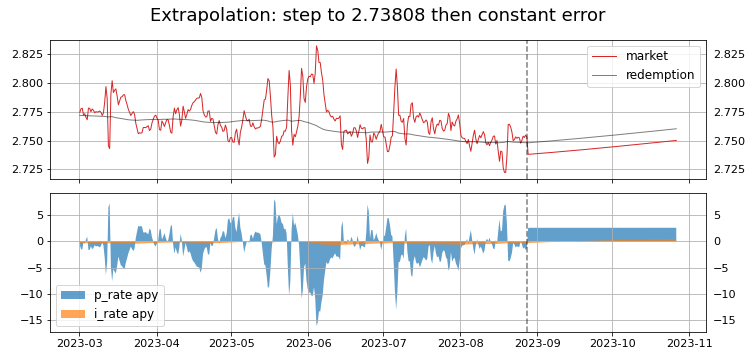 Extrapolation: step to 2.73808 then constant error
2.825 2.825
2.800 2.800
2.775 2.775
2.750 2.750
2.725 2.725
market
redemption
5 5
0 0
−5 −5
−10 −10
−15 −15
p_rate apy
i_rate apy
2023-03 2023-04 2023-05 2023-06 2023-07 2023-08 2023-09 2023-10 2023-11